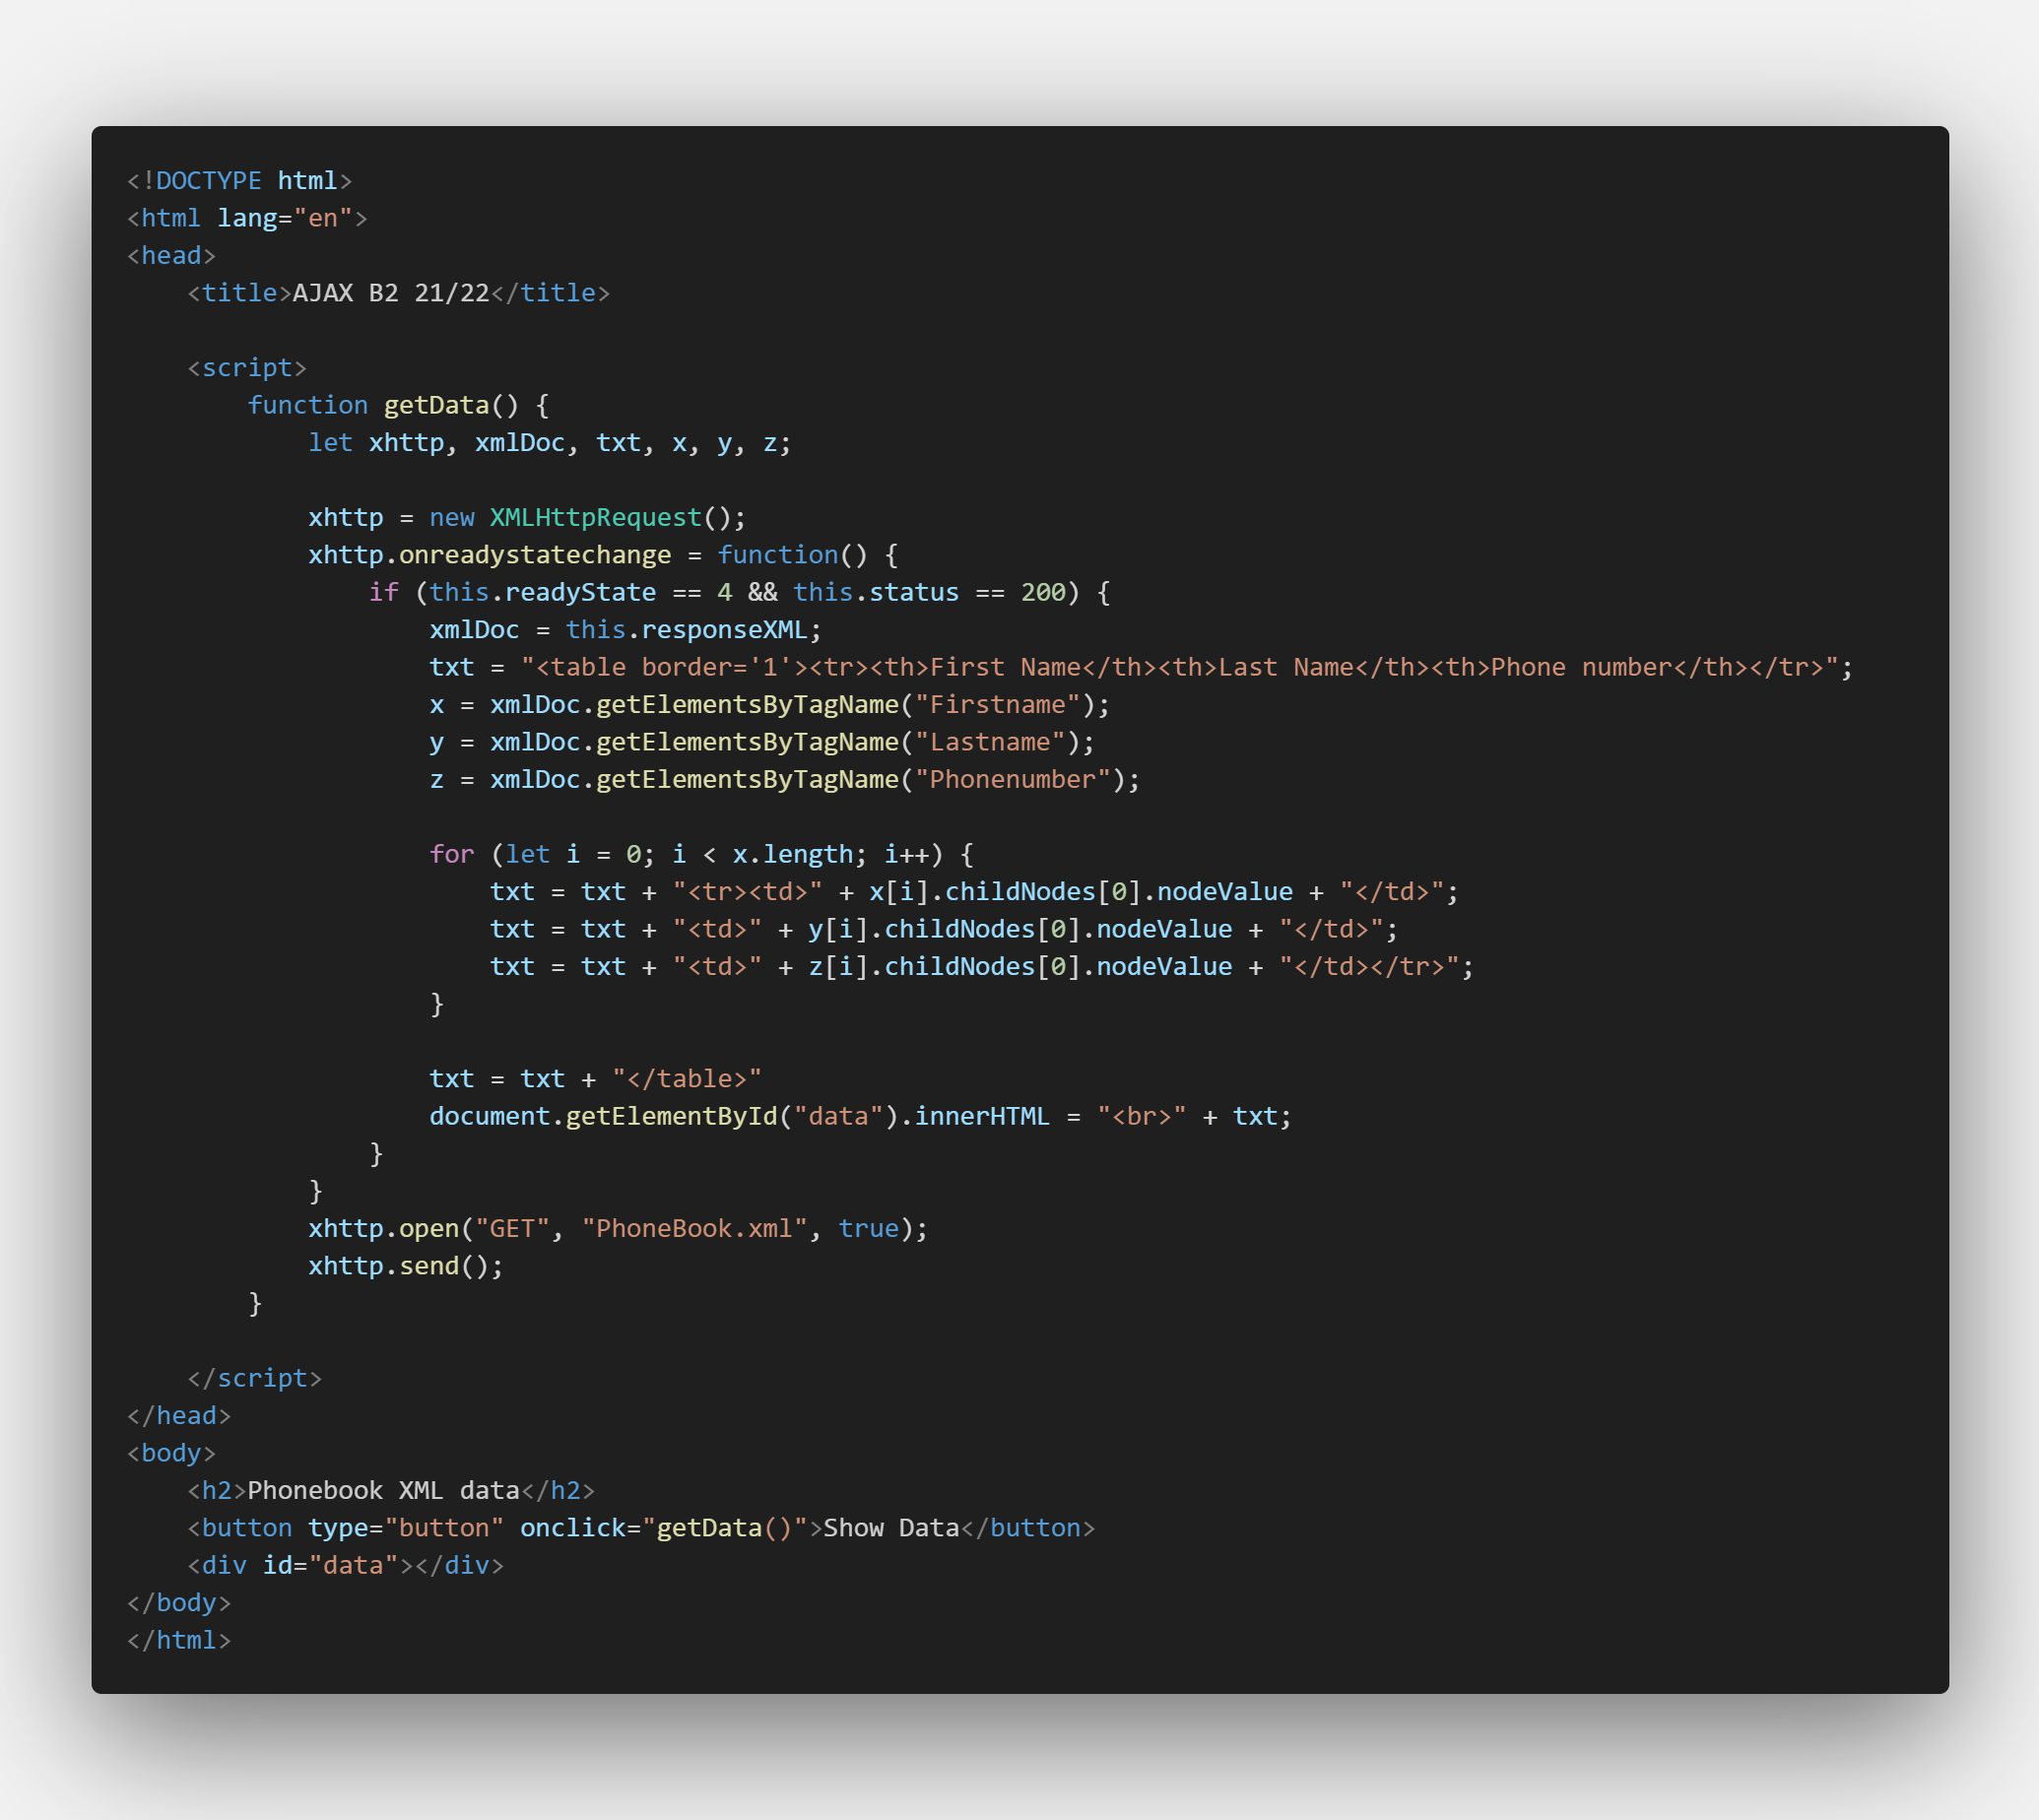 <!DOCTYPE html>
<html lang="en">
<head>
    <title>AJAX B2 21/22</title>

    <script>
        function getData() {
            let xhttp, xmlDoc, txt, x, y, z;

            xhttp = new XMLHttpRequest();
            xhttp.onreadystatechange = function() {
                if (this.readyState == 4 && this.status == 200) {
                    xmlDoc = this.responseXML;
                    txt = "<table border='1'><tr><th>First Name</th><th>Last Name</th><th>Phone number</th></tr>";
                    x = xmlDoc.getElementsByTagName("Firstname");
                    y = xmlDoc.getElementsByTagName("Lastname");
                    z = xmlDoc.getElementsByTagName("Phonenumber");

                    for (let i = 0; i < x.length; i++) {
                        txt = txt + "<tr><td>" + x[i].childNodes[0].nodeValue + "</td>";
                        txt = txt + "<td>" + y[i].childNodes[0].nodeValue + "</td>";
                        txt = txt + "<td>" + z[i].childNodes[0].nodeValue + "</td></tr>";
                    }

                    txt = txt + "</table>"
                    document.getElementById("data").innerHTML = "<br>" + txt;
                }
            }
            xhttp.open("GET", "PhoneBook.xml", true);
            xhttp.send();
        }

    </script>
</head>
<body>
    <h2>Phonebook XML data</h2>
    <button type="button" onclick="getData()">Show Data</button>
    <div id="data"></div>
</body>
</html>